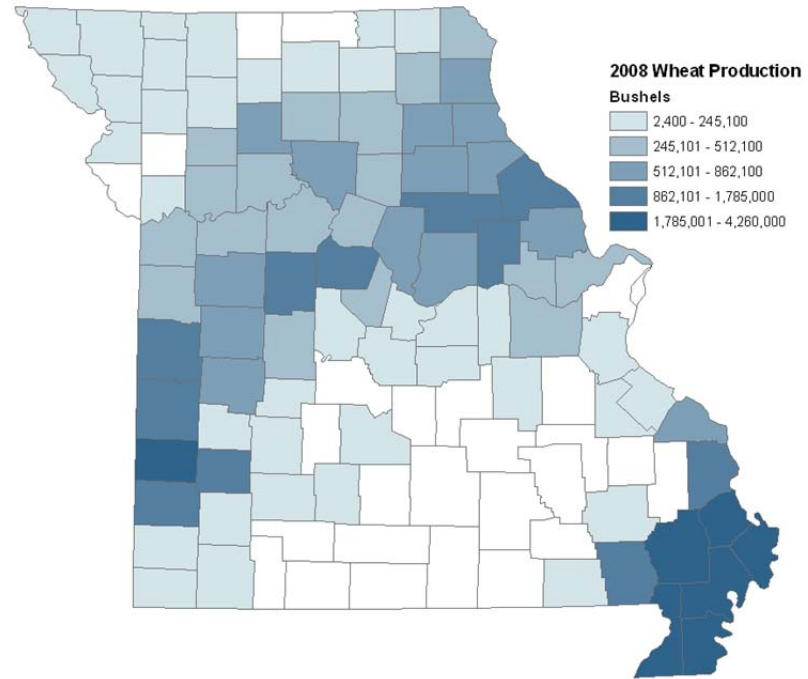 2008 Wheat Production
Bushels
2,400 - 245,100
245,101 - 512,100
512,101 - 862,100
862,101 - 1,785,000
1,785,001 - 4,260,000